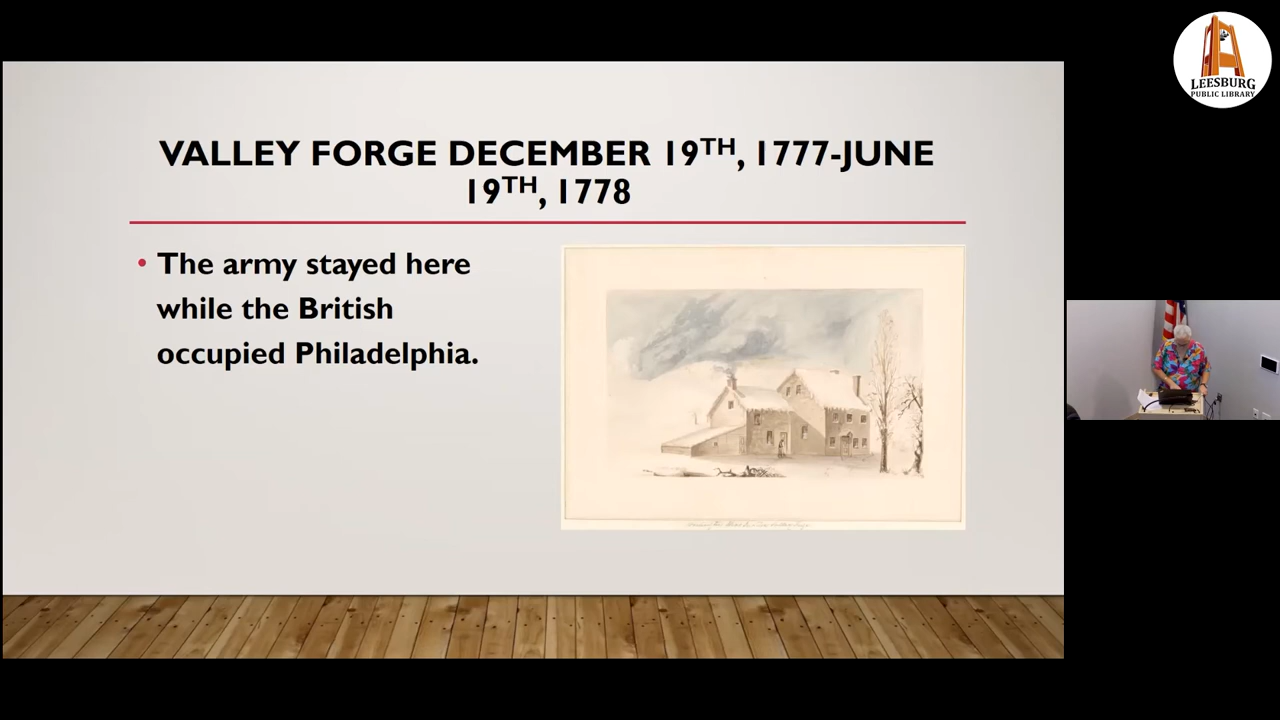 VALLEY FORGE DECEMBER 19TH, 1777-JUNE
19TH, 1778
The army stayed here
while the British
occupied Philadelphia.
LEESBURG
PUBLIC LIBRARY